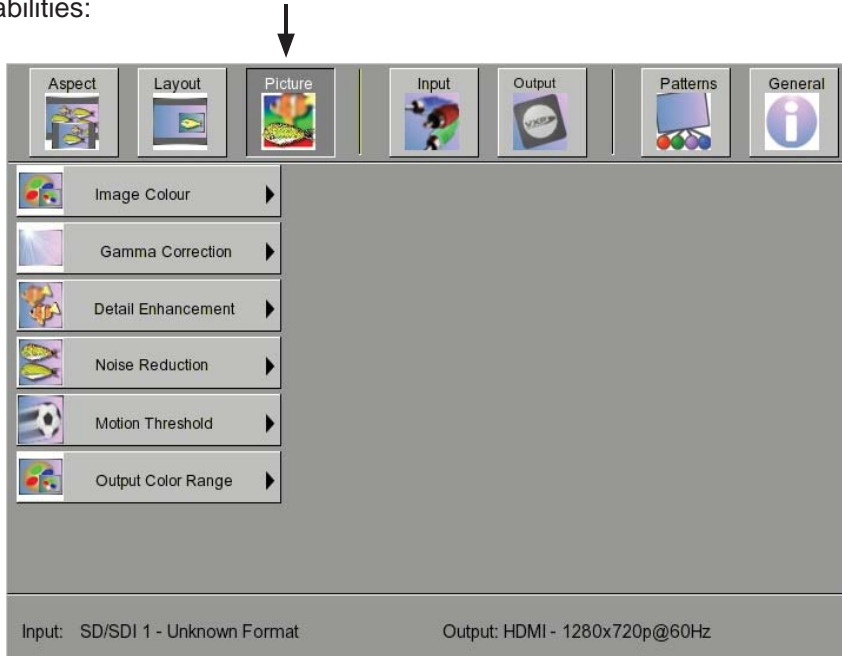 abilities:
Aspect Layout Picture Input Output Patterns General
VXP
Image Colour
Gamma Correction
Detail Enhancement
Noise Reduction
Motion Threshold
Output Color Range
Input: SD/SDI 1 - Unknown Format Output: HDMI - 1280x720p@60Hz